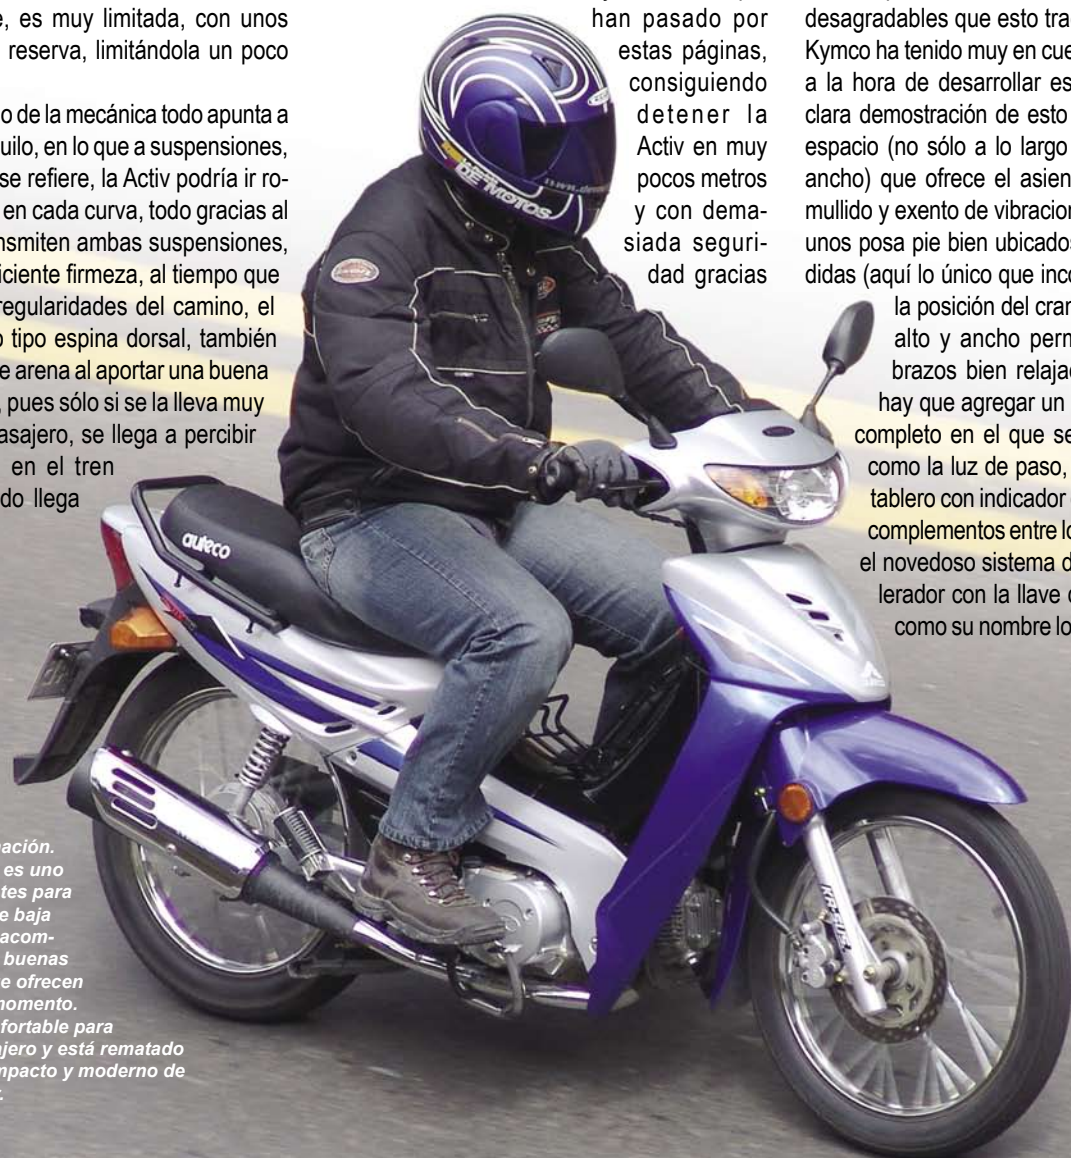 e, es muy limitada, con unos
reserva, limitándola un poco
o de la mecánica todo apunta a
uilo, en lo que a suspensiones,
se refiere, la Activ podría ir ro-
en cada curva, todo gracias al
nsmiten ambas suspensiones,
iciente firmeza, al tiempo que
regularidades del camino, el
o tipo espina dorsal, también
e arena al aportar una buena
, pues sólo si se la lleva muy
asajero, se llega a percibir
en el tren
do llega
han pasado por
estas páginas,
consiguiendo
detener la
Activ en muy
pocos metros
y con dema-
siada seguri-
dad gracias
desagradables que esto tra
Kymco ha tenido muy en cue
a la hora de desarrollar es
clara demostración de esto
espacio (no sólo a lo largo
ancho) que ofrece el asien
mullido y exento de vibracion
unos posa pie bien ubicados
didas (aquí lo único que inco
la posición del cran
alto y ancho perm
brazos bien relajad
hay que agregar un
completo en el que se
como la luz de paso,
tablero con indicador
complementos entre lo
el novedoso sistema d
lerador con la llave
como su nombre lo
DE MOTOS
auteco
ación.
es uno
tes para
e baja
acom-
buenas
e ofrecen
momento.
fortable para
ajero y está rematado
mpacto y moderno de